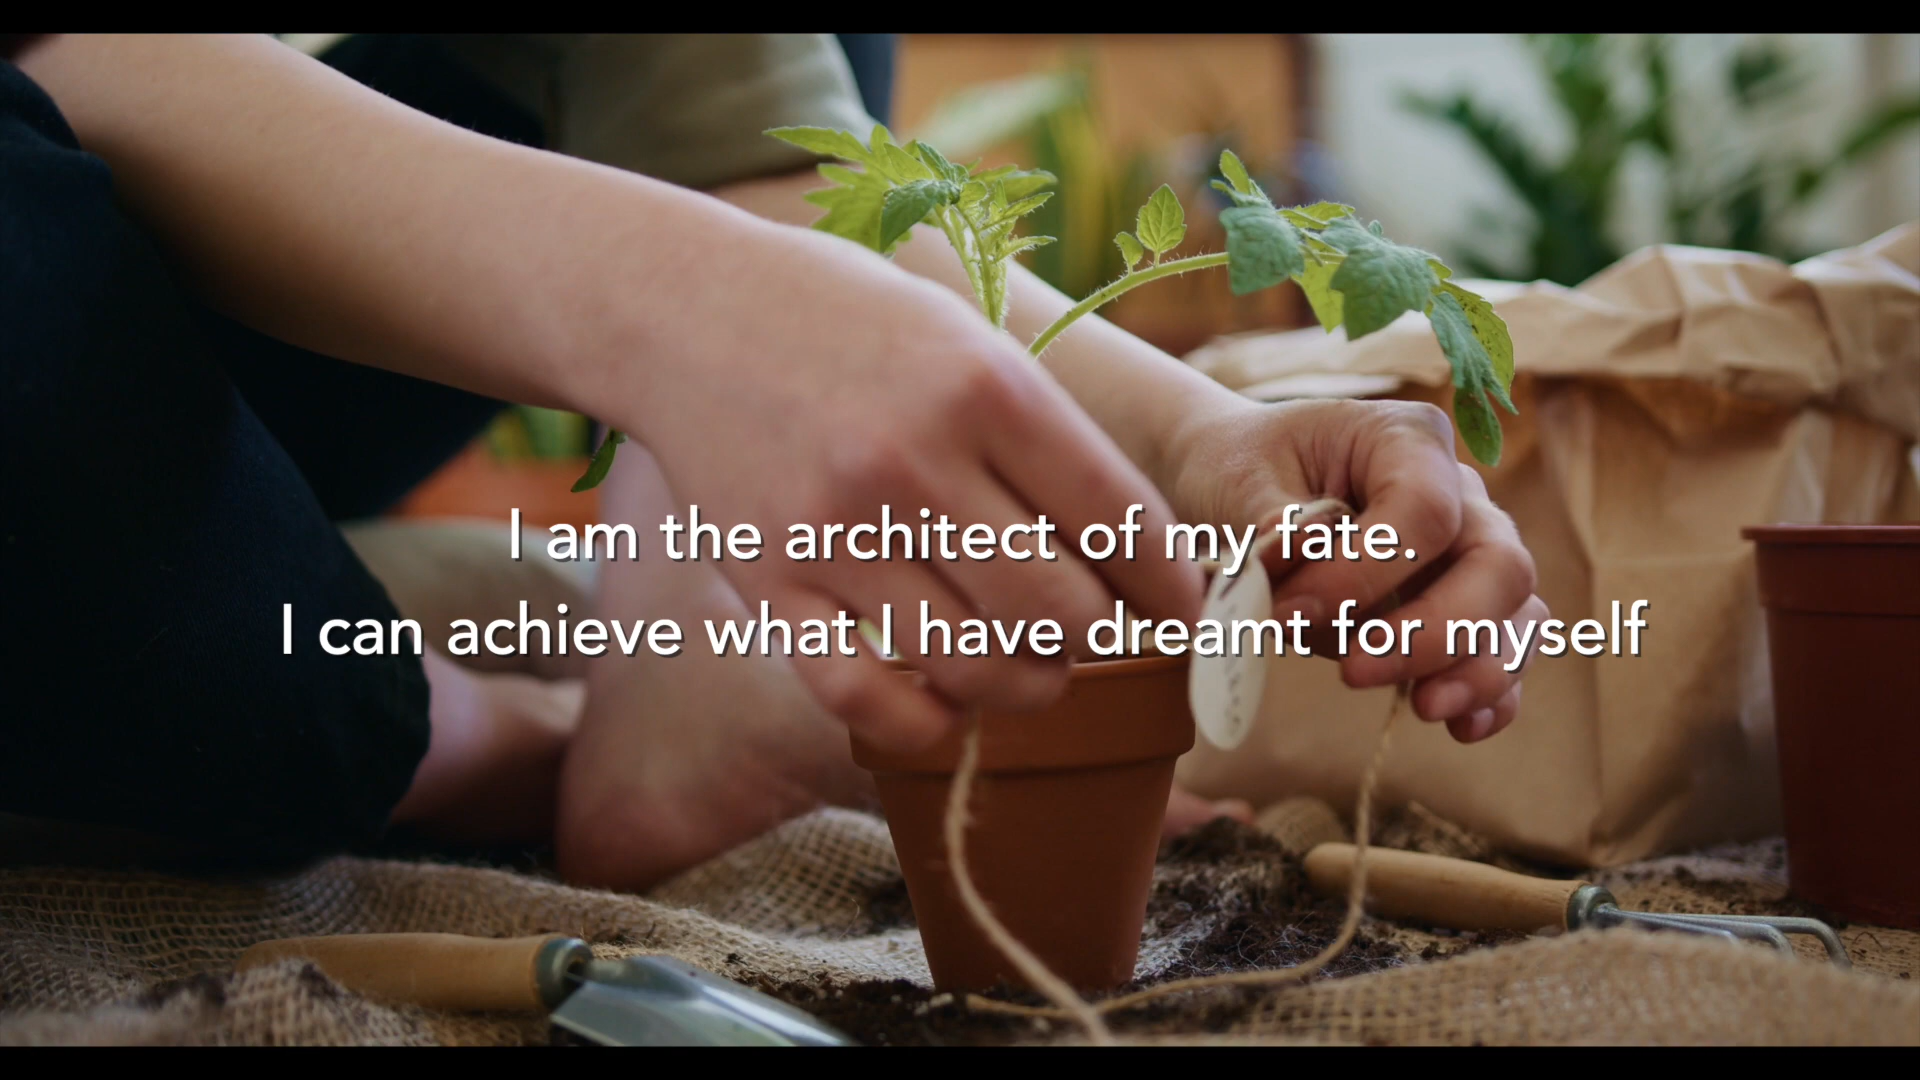 I am the architect of my fate.
I can achieve what I have dreamt for myself